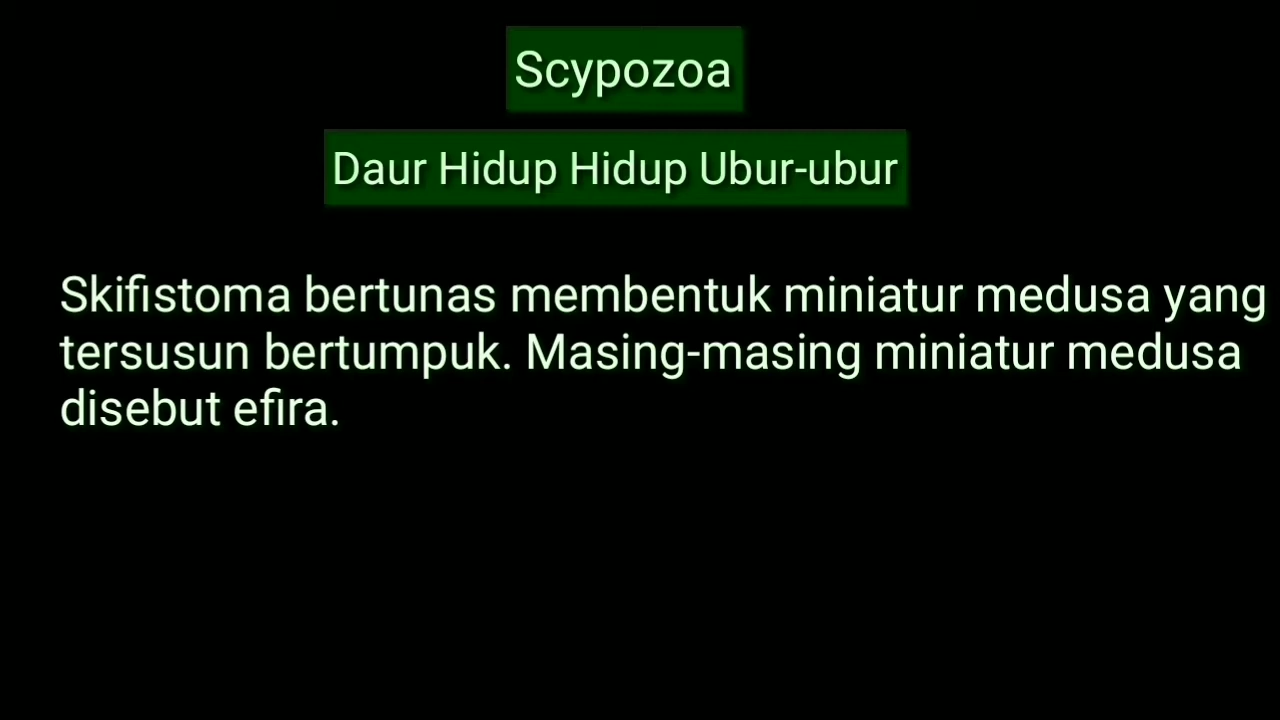 Scypozoa
Daur Hidup Hidup Ubur-ubur
Skifistoma bertunas membentuk miniatur medusa yang
tersusun bertumpuk. Masing-masing miniatur medusa
disebut efira.